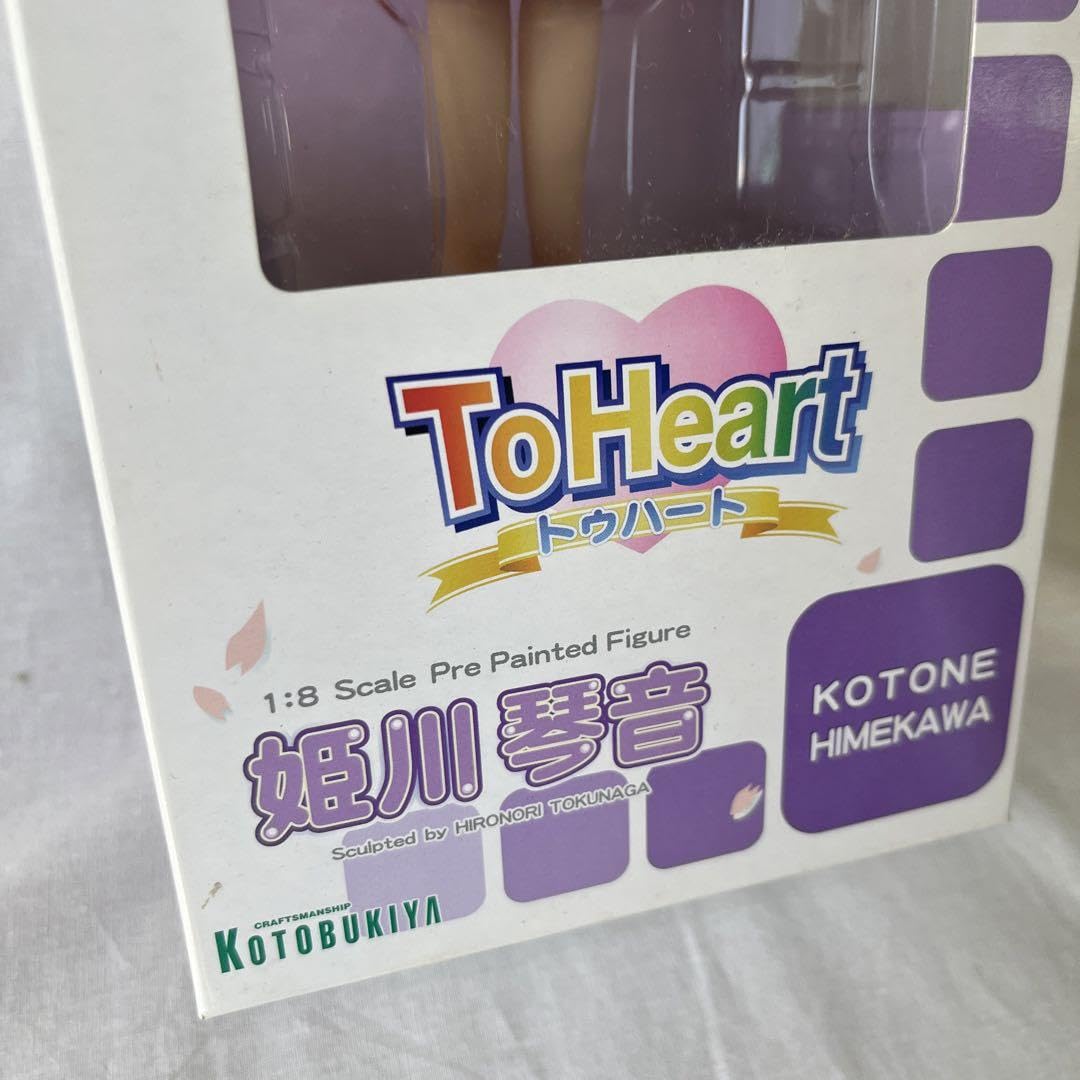 ToHeart
トゥハート
1:8 Scale Pre Painted Figure
姫川 琴音
Sculpted by HIRONORI TOKUNAGA
KOTONE
HIMEKAWA
CRAFTSMANSHIP
KOTOBUKIYA